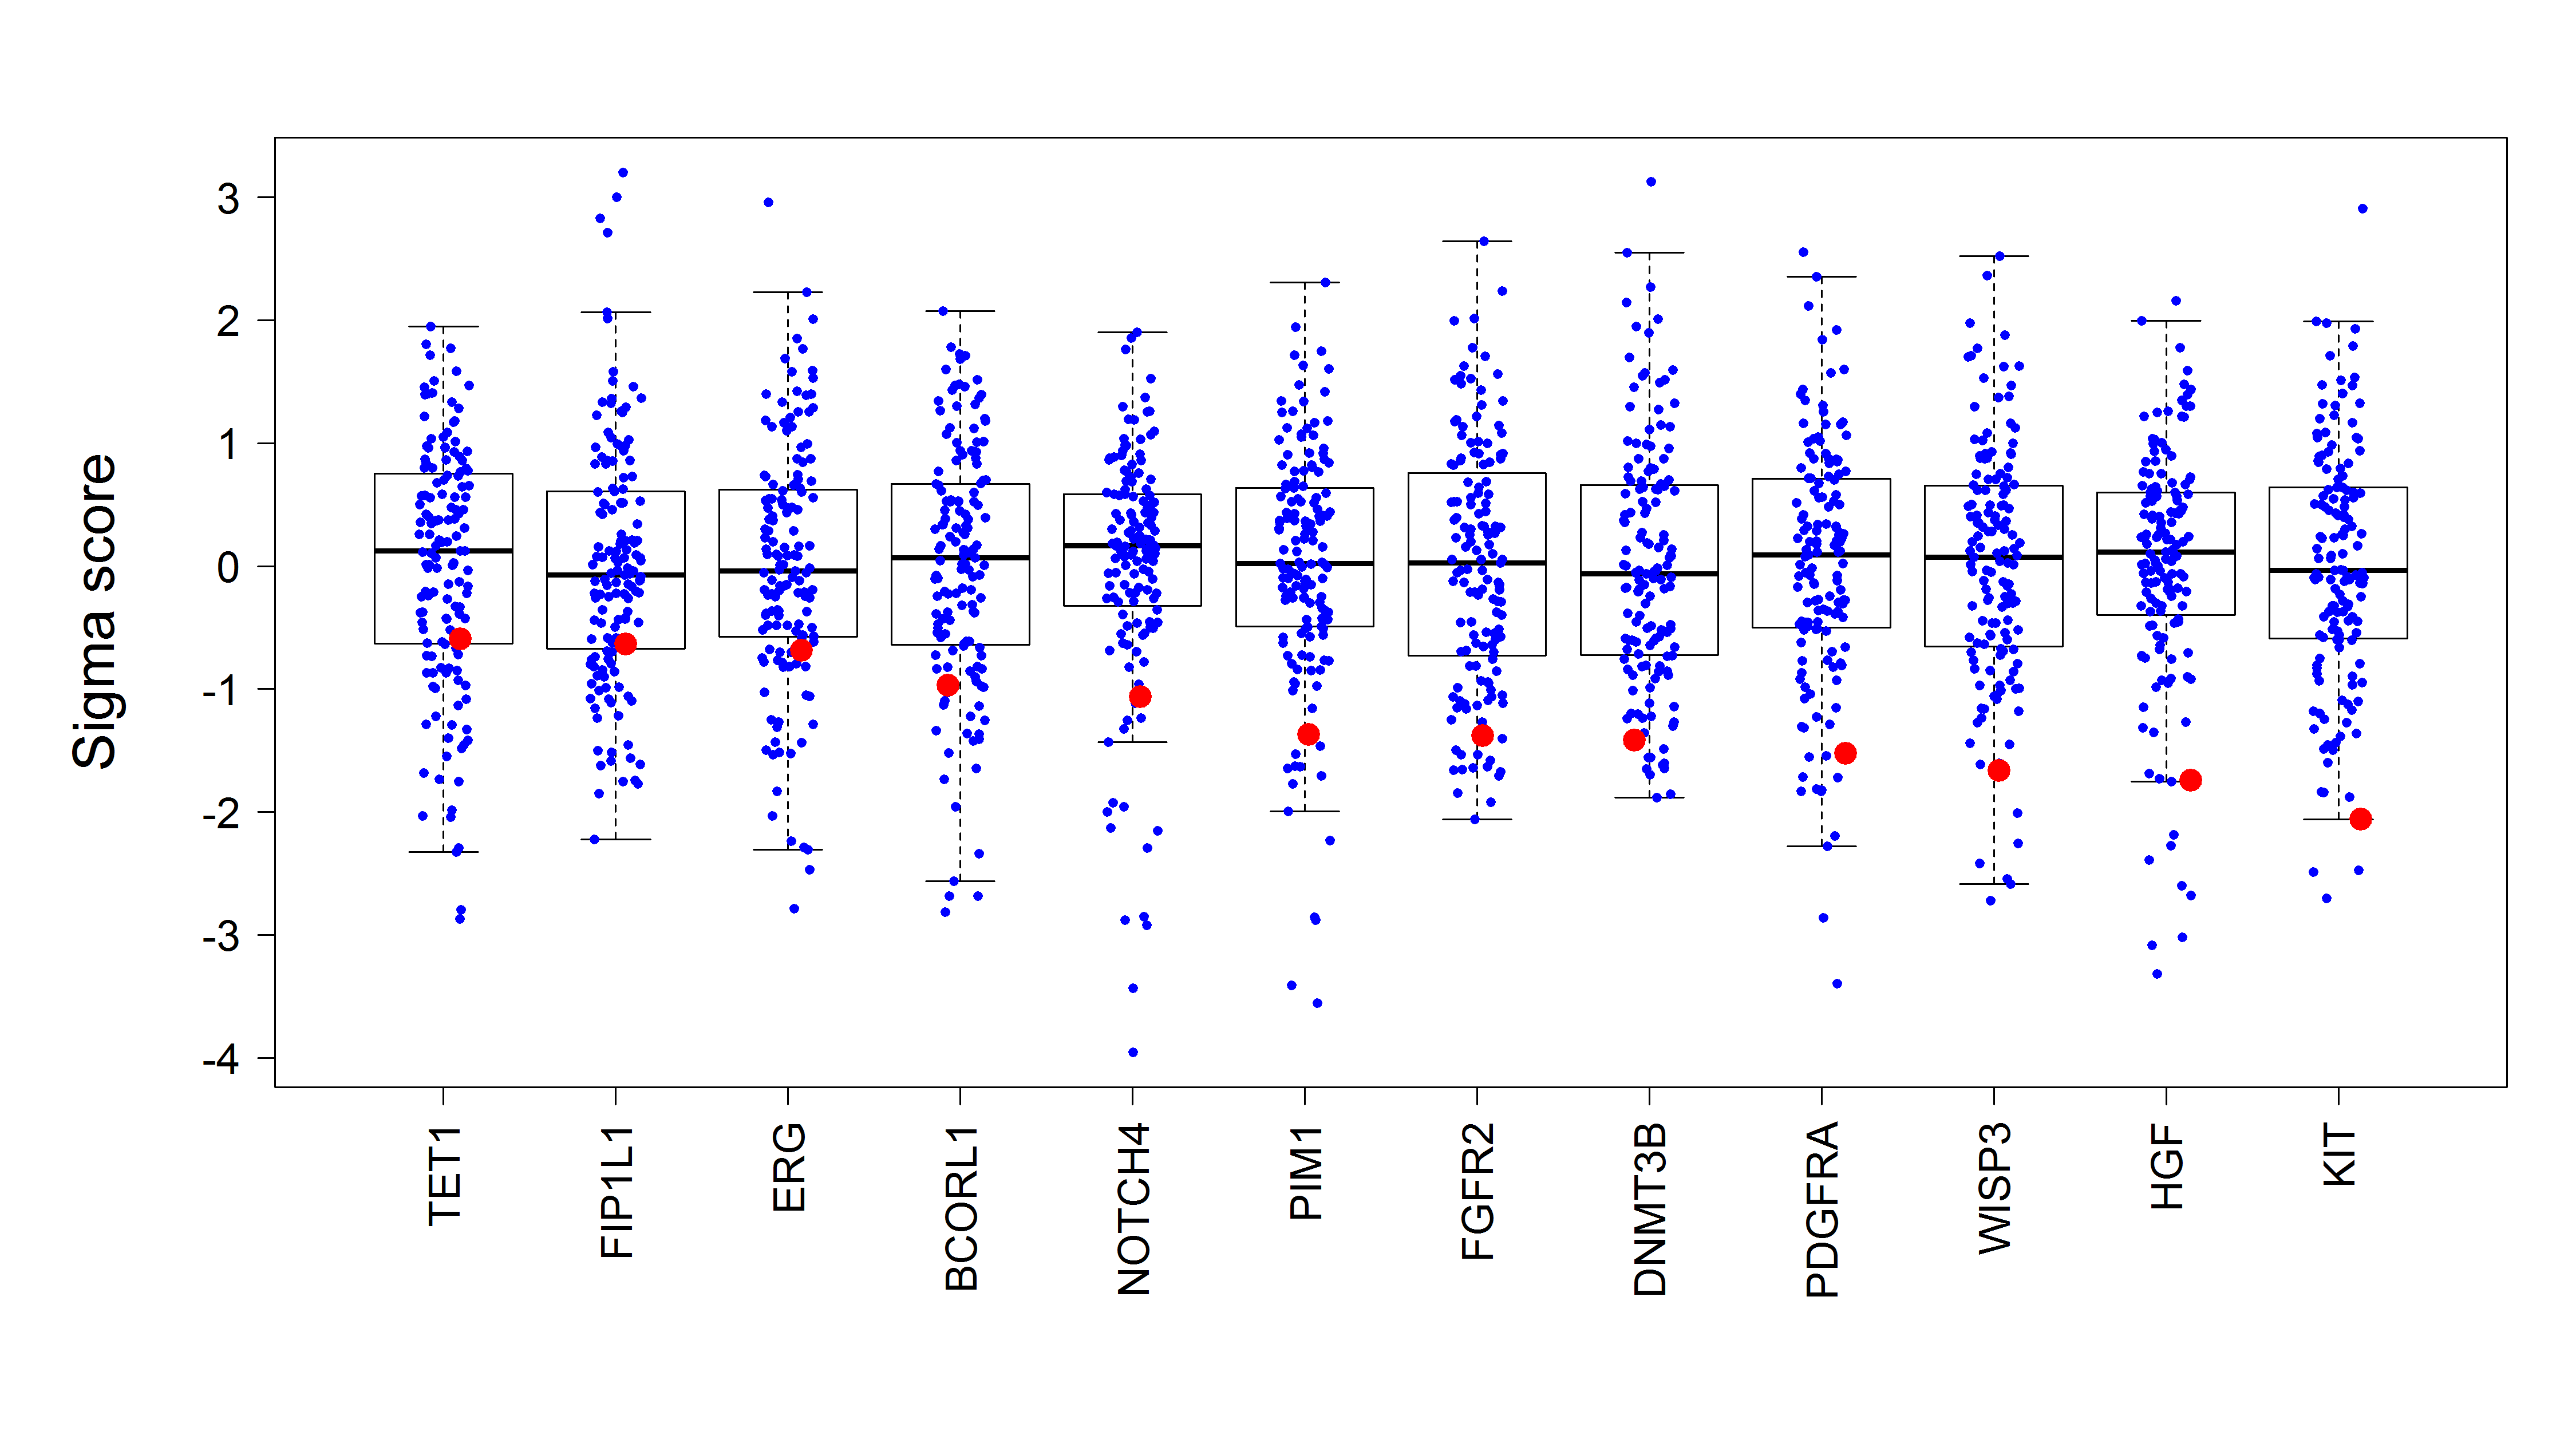 Sigma score
3
2
1
0
-1
-2
-3
-4
TET1
FIP1L1
ERG
BCORL1
NOTCH4
PIM1
FGFR2
DNMT3B
PDGFRA
WISP3
HGF
KIT